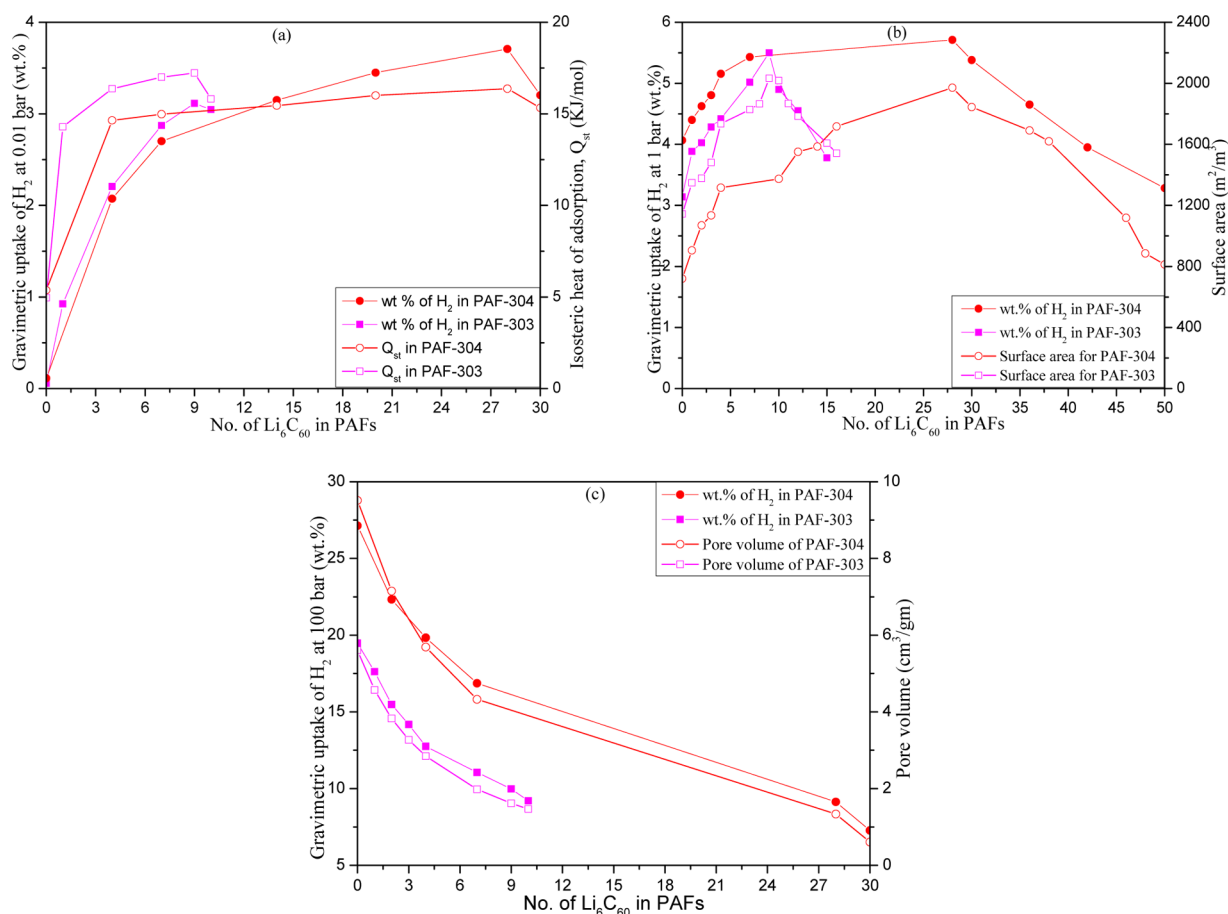 (a)
Gravimetric uptake of H2 at 0.01 bar (wt.%)
4
3
2
1
0
20
15
10
5
0
Isosteric heat of adsorption, Qst (KJ/mol)
wt % of H2 in PAF-304
wt % of H2 in PAF-303
Qst in PAF-304
Qst in PAF-303
0 3 6 9 12 15 18 21 24 27 30
No. of Li6C60 in PAFs
(b)
Gravimetric uptake of H2 at 1 bar (wt.%)
6
5
4
3
2
1
0
2400
2000
1600
1200
800
400
0
Surface area (m2/m3)
wt.% of H2 in PAF-304
wt.% of H2 in PAF-303
Surface area for PAF-304
Surface area for PAF-303
0 5 10 15 20 25 30 35 40 45 50
No. of Li6C60 in PAFs
(c)
Gravimetric uptake of H2 at 100 bar (wt.%)
30
25
20
15
10
5
10
8
6
4
2
0
Pore volume (cm3/gm)
wt.% of H2 in PAF-304
wt.% of H2 in PAF-303
Pore volume of PAF-304
Pore volume of PAF-303
0 3 6 9 12 15 18 21 24 27 30
No. of Li6C60 in PAFs